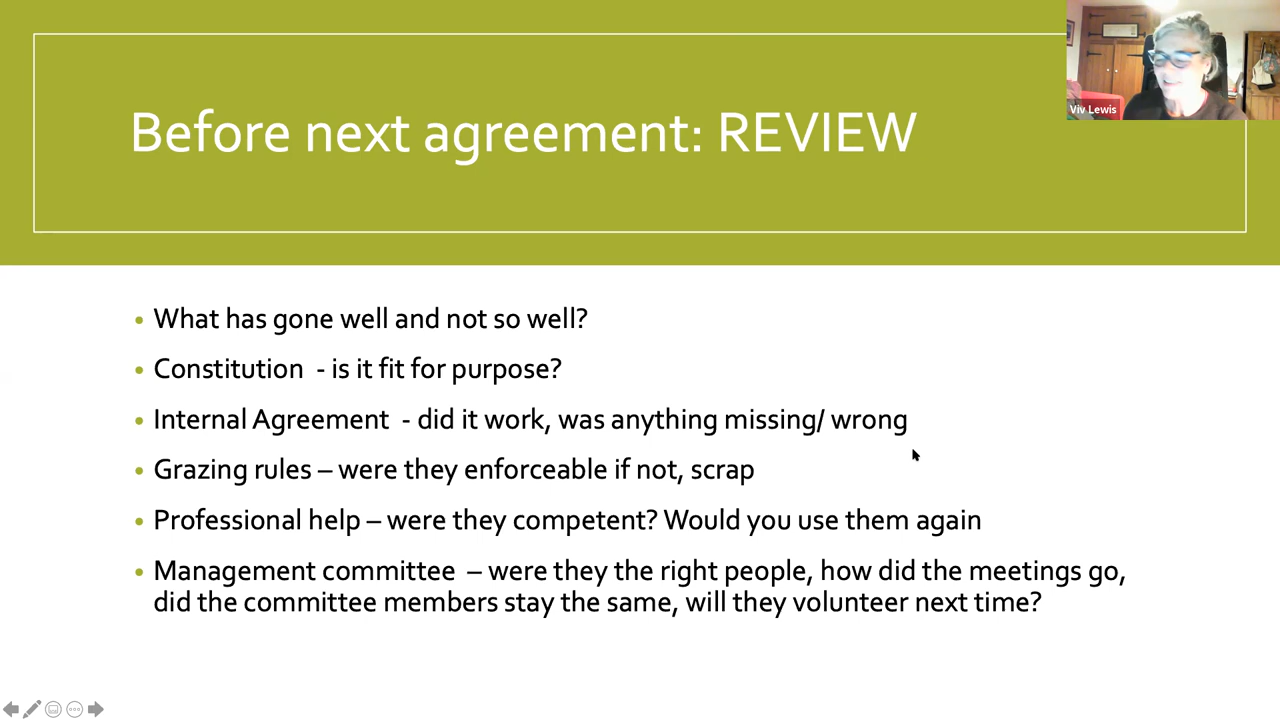 Viv Lewis
Before next agreement: REVIEW
• What has gone well and not so well?
• Constitution  - is it fit for purpose?
• Internal Agreement  - did it work, was anything missing/ wrong
• Grazing rules – were they enforceable if not, scrap
• Professional help – were they competent? Would you use them again
• Management committee  – were they the right people, how did the meetings go,
did the committee members stay the same, will they volunteer next time?